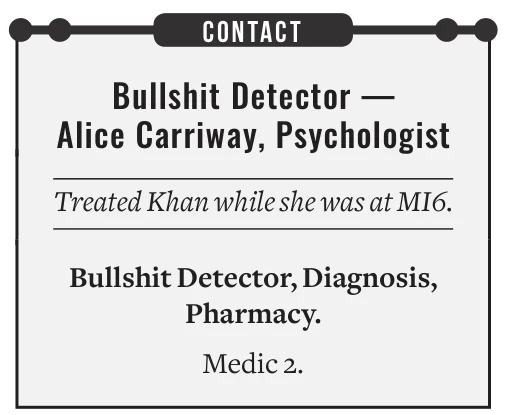 CONTACT
Bullshit Detector —
Alice Carriway, Psychologist
Treated Khan while she was at MI6.
Bullshit Detector, Diagnosis,
Pharmacy.
Medic 2.